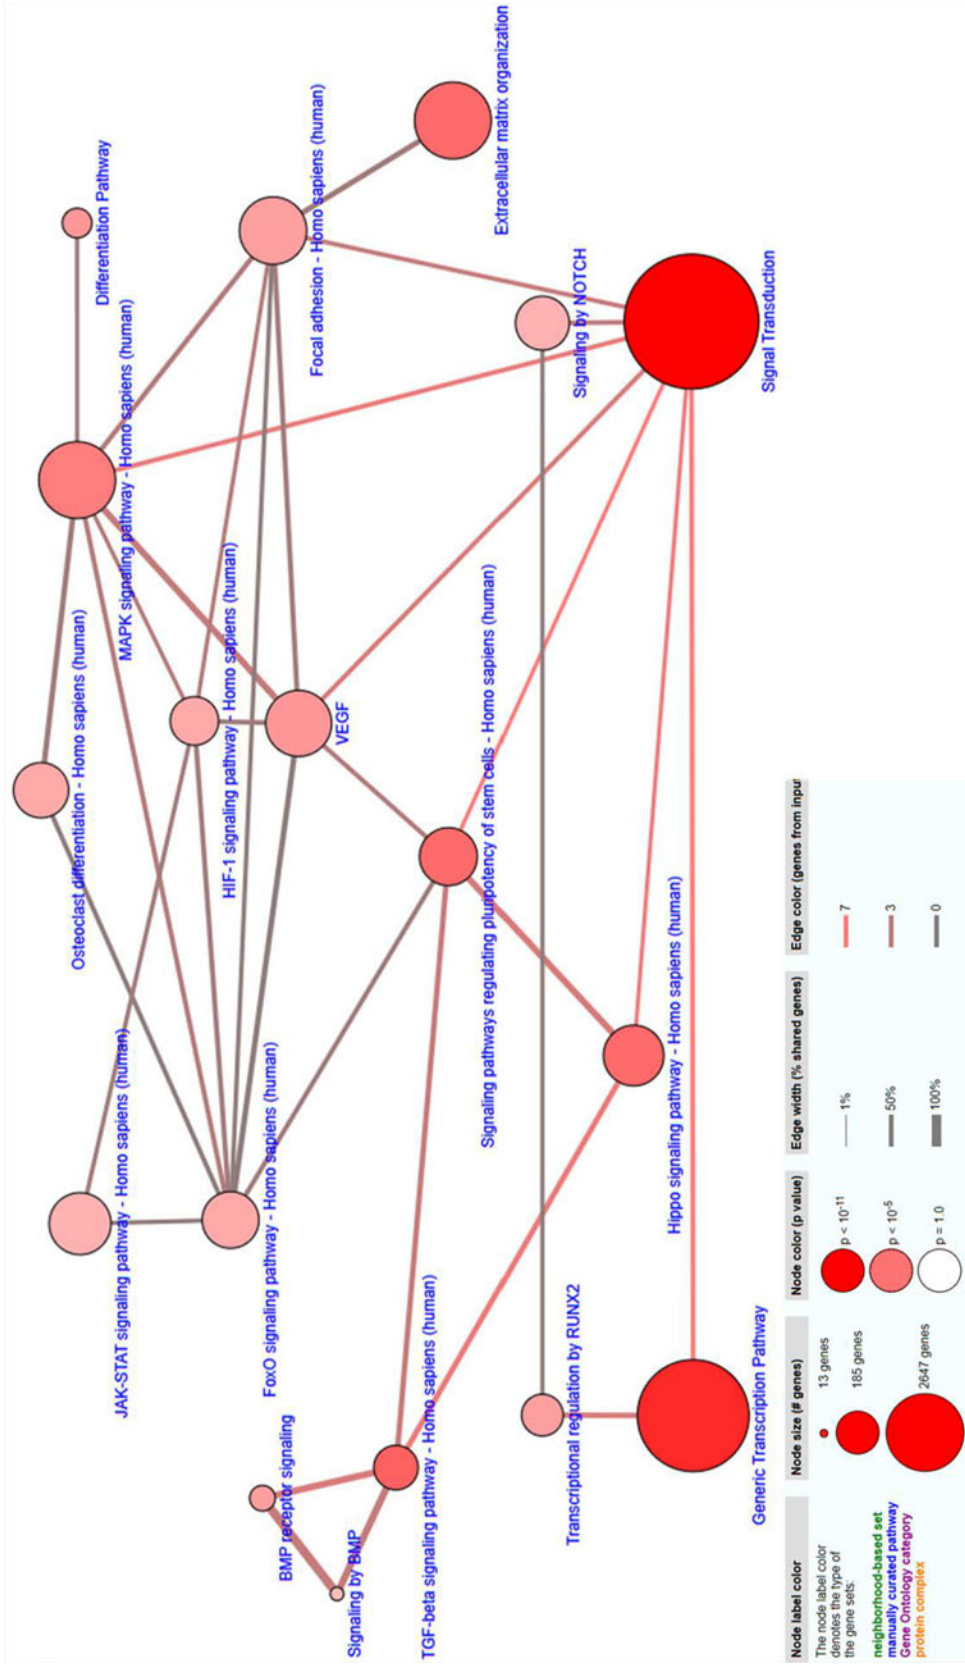 Differentiation Pathway
Extracellular matrix organization
Focal adhesion - Homo sapiens (human)
MAPK signaling pathway - Homo sapiens (human)
Signaling by NOTCH
Signal Transduction
Osteoclast differentiation - Homo sapiens (human)
HIF-1 signaling pathway - Homo sapiens (human)
VEGF
Signaling pathways regulating pluripotency of stem cells - Homo sapiens (human)
JAK-STAT signaling pathway - Homo sapiens (human)
FoxO signaling pathway - Homo sapiens (human)
Hippo signaling pathway - Homo sapiens (human)
BMP receptor signaling
Signaling by BMP
TGF-beta signaling pathway - Homo sapiens (human)
Transcriptional regulation by RUNX2
Generic Transcription Pathway
Node label color
The node label color
denotes the type of
the gene sets:
neighborhood-based set
manually curated pathway
Gene Ontology category
protein complex
Node size (# genes)
13 genes
185 genes
2647 genes
Node color (p value)
p < 10⁻¹¹
p < 10⁻⁵
p = 1.0
Edge width (% shared genes)
1%
50%
100%
Edge color (genes from input
7
3
0